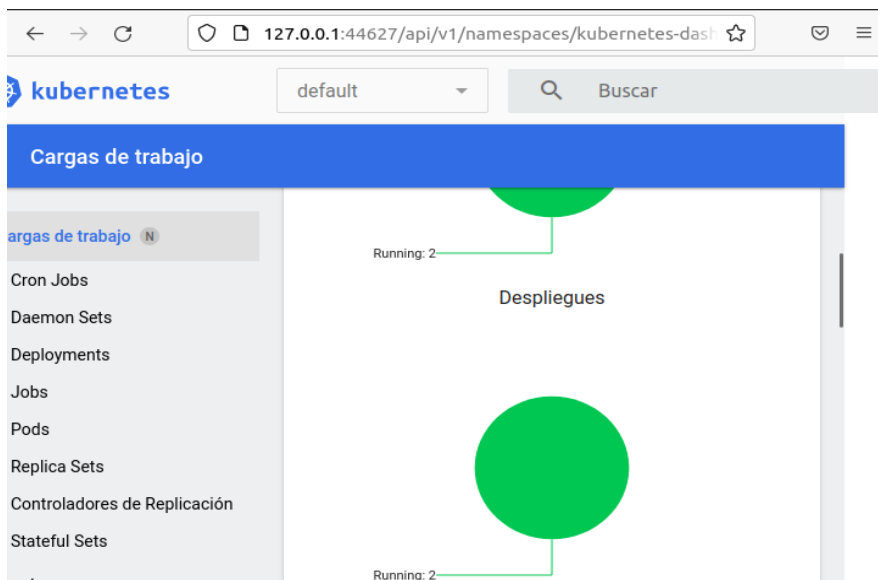 127.0.0.1:44627/api/v1/namespaces/kubernetes-dash
kubernetes
default
Buscar
Cargas de trabajo
argas de trabajo N
Cron Jobs
Daemon Sets
Deployments
Jobs
Pods
Replica Sets
Controladores de Replicación
Stateful Sets
Running: 2
Despliegues
Running: 2